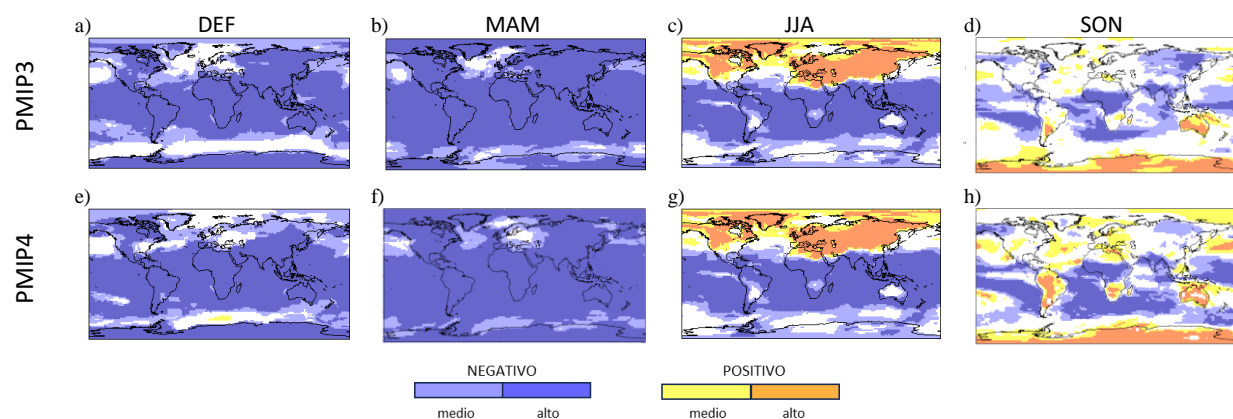 DEF MAM JJA SON
a) b) c) d)
PMIP3
e) f) g) h)
PMIP4
NEGATIVO POSITIVO
medio alto medio alto